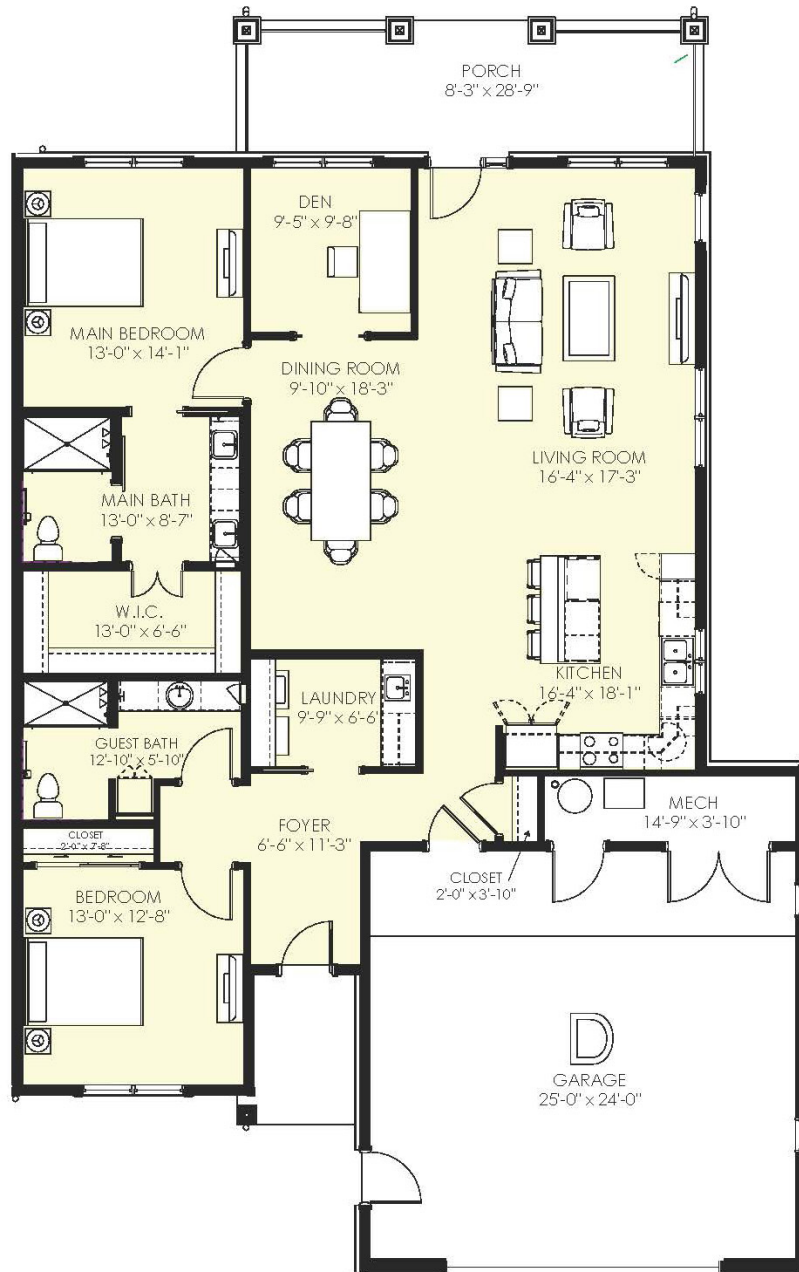 PORCH
8'-3" x 28'-9"
DEN
9'-5" x 9'-8"
MAIN BEDROOM
13'-0" x 14'-1"
DINING ROOM
9'-10" x 18'-3"
LIVING ROOM
16'-4" x 17'-3"
MAIN BATH
13'-0" x 8'-7"
W.I.C.
13'-0" x 6'-6"
KITCHEN
16'-4" x 18'-1"
LAUNDRY
9'-9" x 6'-6"
GUEST BATH
12'-10" x 5'-10"
MECH
14'-9" x 3'-10"
FOYER
6'-6" x 11'-3"
CLOSET
2'-0" x 7'-8"
CLOSET
2'-0" x 3'-10"
BEDROOM
13'-0" x 12'-8"
D
GARAGE
25'-0" x 24'-0"